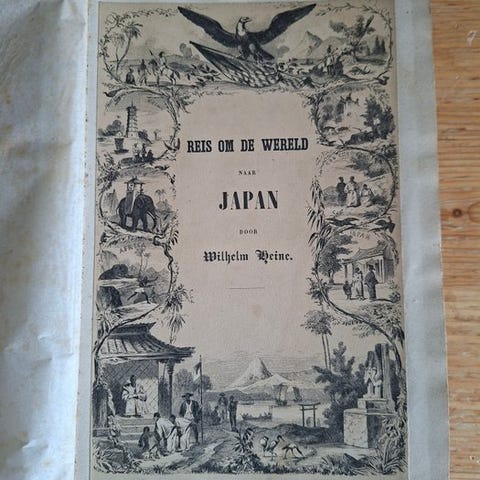 REIS OM DE WERELD
NAAR
JAPAN
DOOR
Wilhelm Heine.